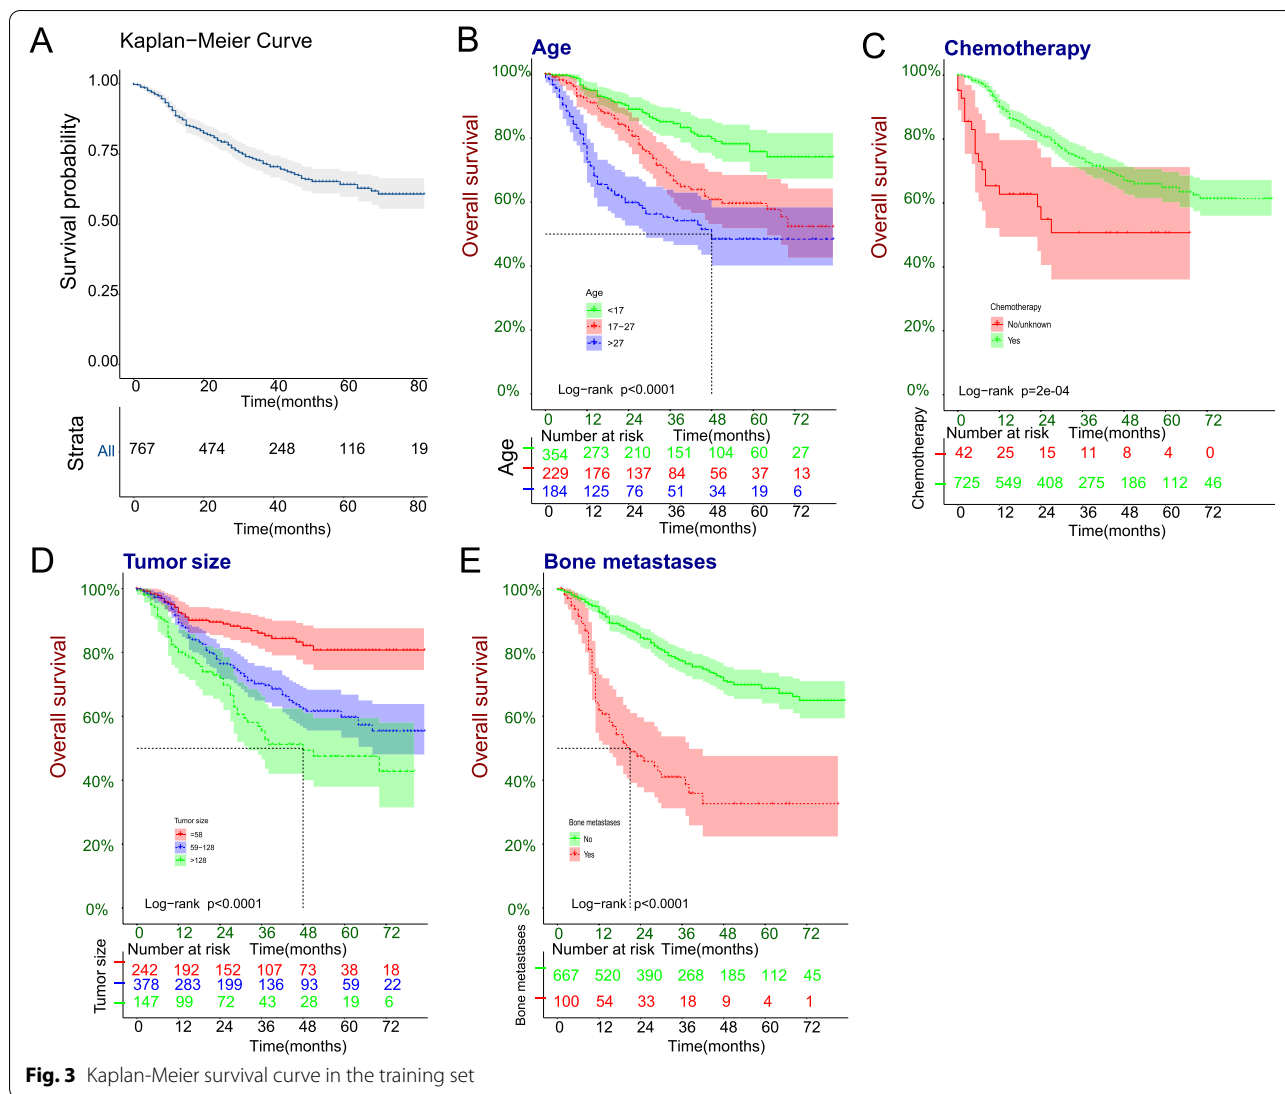 A
Kaplan−Meier Curve
Survival probability
1.00
0.75
0.50
0.25
0.00
0 20 40 60 80
Time(months)
Strata
All
767 474 248 116 19
0 20 40 60 80
Time(months)
B
Age
Overall survival
100%
80%
60%
40%
20%
0%
Age
<17
17−27
>27
Log−rank p<0.0001
0 12 24 36 48 60 72
Number at risk Time(months)
Age
354 273 210 151 104 60 27
229 176 137 84 56 37 13
184 125 76 51 34 19 6
0 12 24 36 48 60 72
Time(months)
C
Chemotherapy
Overall survival
100%
80%
60%
40%
20%
0%
Chemotherapy
No/unknown
Yes
Log−rank p=2e−04
0 12 24 36 48 60 72
Number at risk Time(months)
Chemotherapy
42 25 15 11 8 4 0
725 549 408 275 186 112 46
0 12 24 36 48 60 72
Time(months)
D
Tumor size
Overall survival
100%
80%
60%
40%
20%
0%
Tumor size
=58
59−128
>128
Log−rank p<0.0001
0 12 24 36 48 60 72
Number at risk Time(months)
Tumor size
242 192 152 107 73 38 18
378 283 199 136 93 59 22
147 99 72 43 28 19 6
0 12 24 36 48 60 72
Time(months)
E
Bone metastases
Overall survival
100%
80%
60%
40%
20%
0%
Bone metastases
No
Yes
Log−rank p<0.0001
0 12 24 36 48 60 72
Number at risk Time(months)
Bone metastases
667 520 390 268 185 112 45
100 54 33 18 9 4 1
0 12 24 36 48 60 72
Time(months)
Fig. 3 Kaplan-Meier survival curve in the training set